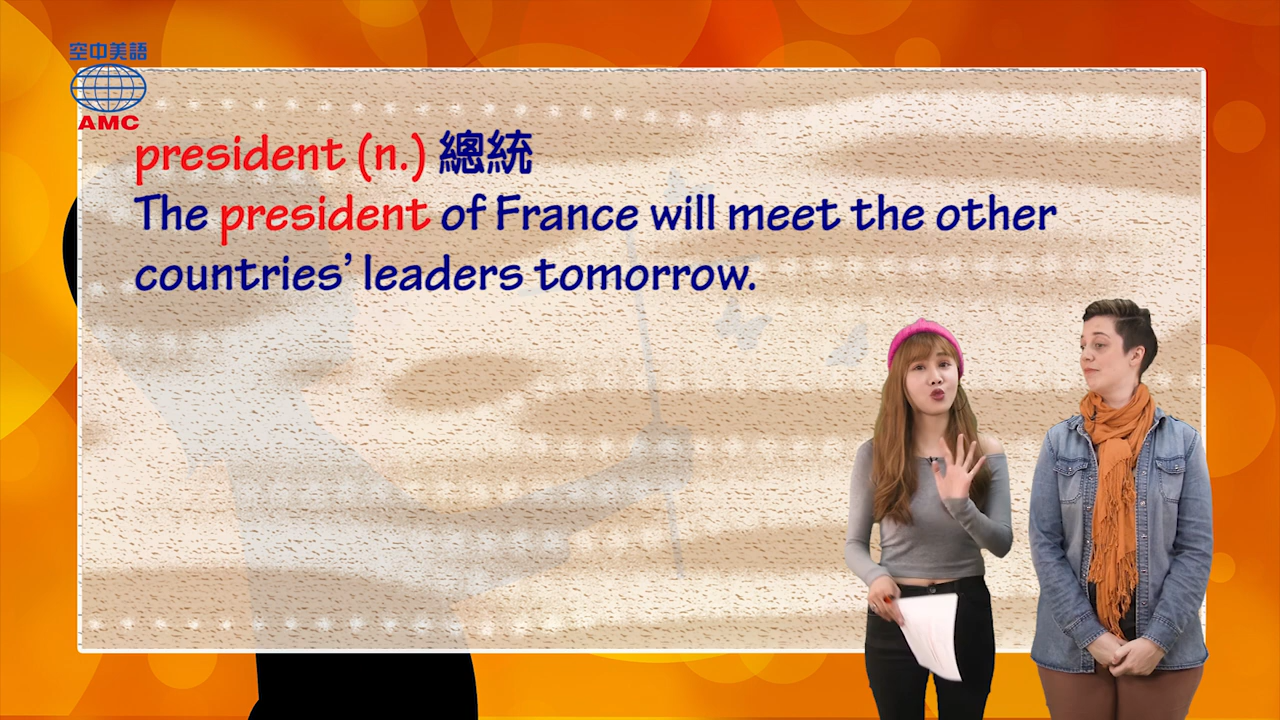 空中美語
AMC
president (n.) 總統
The president of France will meet the other
countries’ leaders tomorrow.